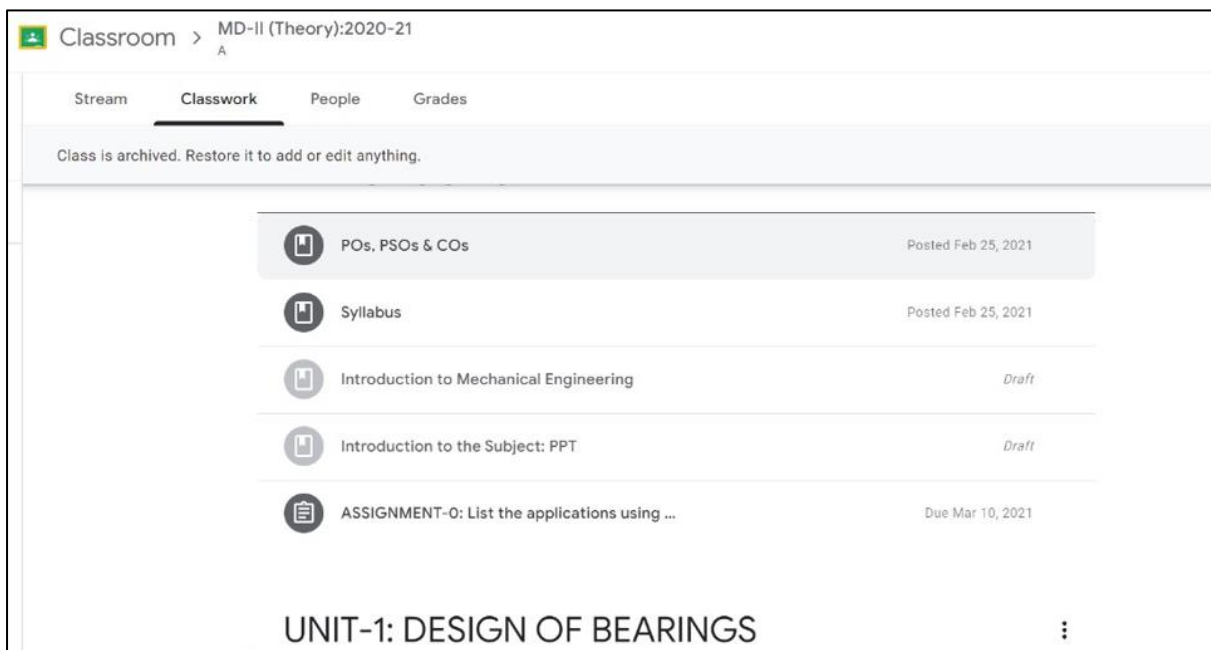 Classroom > MD-II (Theory):2020-21
A
Stream Classwork People Grades
Class is archived. Restore it to add or edit anything.
POs, PSOs & COs Posted Feb 25, 2021
Syllabus Posted Feb 25, 2021
Introduction to Mechanical Engineering Draft
Introduction to the Subject: PPT Draft
ASSIGNMENT-0: List the applications using ... Due Mar 10, 2021
UNIT-1: DESIGN OF BEARINGS